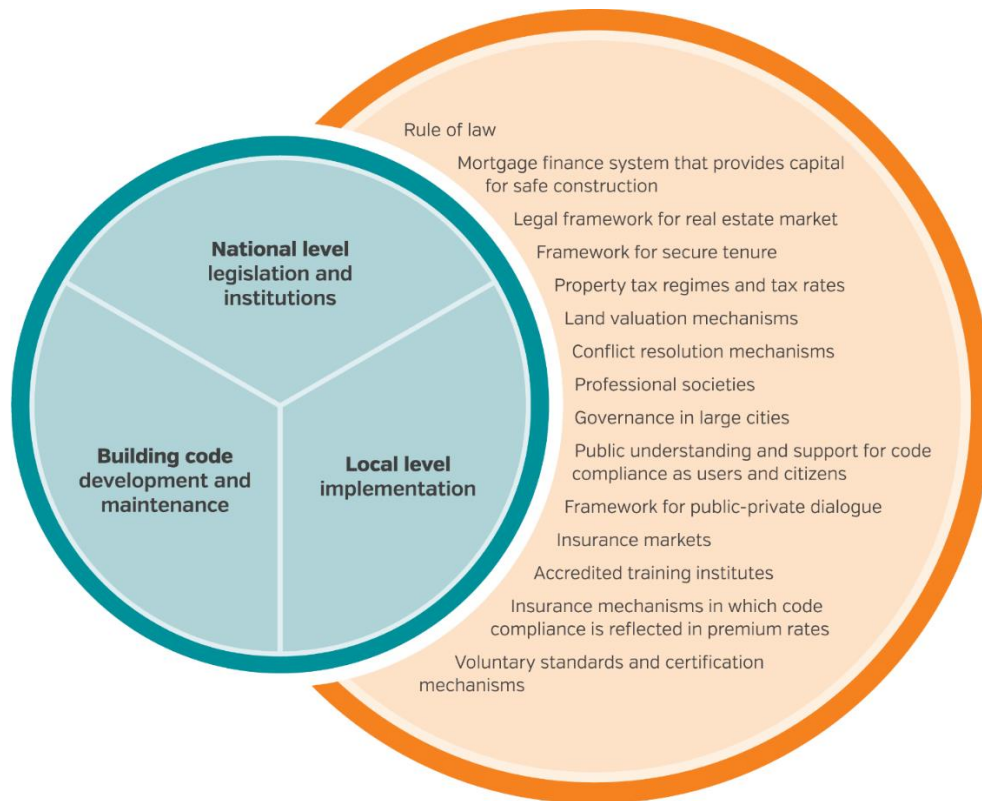 National level
legislation and
institutions
Building code
development and
maintenance
Local level
implementation
Rule of law
Mortgage finance system that provides capital
for safe construction
Legal framework for real estate market
Framework for secure tenure
Property tax regimes and tax rates
Land valuation mechanisms
Conflict resolution mechanisms
Professional societies
Governance in large cities
Public understanding and support for code
compliance as users and citizens
Framework for public-private dialogue
Insurance markets
Accredited training institutes
Insurance mechanisms in which code
compliance is reflected in premium rates
Voluntary standards and certification
mechanisms